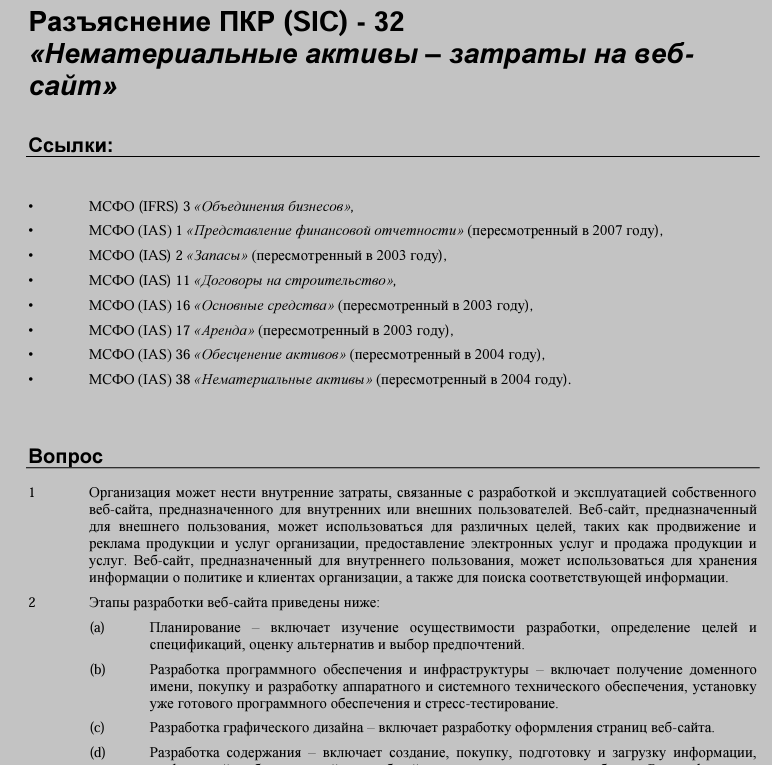 Разъяснение ПКР (SIC) - 32
«Нематериальные активы – затраты на веб-
сайт»
Ссылки:
• МСФО (IFRS) 3 «Объединения бизнесов»,
• МСФО (IAS) 1 «Представление финансовой отчетности» (пересмотренный в 2007 году),
• МСФО (IAS) 2 «Запасы» (пересмотренный в 2003 году),
• МСФО (IAS) 11 «Договоры на строительство»,
• МСФО (IAS) 16 «Основные средства» (пересмотренный в 2003 году),
• МСФО (IAS) 17 «Аренда» (пересмотренный в 2003 году),
• МСФО (IAS) 36 «Обесценение активов» (пересмотренный в 2004 году),
• МСФО (IAS) 38 «Нематериальные активы» (пересмотренный в 2004 году).
Вопрос
1 Организация может нести внутренние затраты, связанные с разработкой и эксплуатацией собственного
веб-сайта, предназначенного для внутренних или внешних пользователей. Веб-сайт, предназначенный
для внешнего пользования, может использоваться для различных целей, таких как продвижение и
реклама продукции и услуг организации, предоставление электронных услуг и продажа продукции и
услуг. Веб-сайт, предназначенный для внутреннего пользования, может использоваться для хранения
информации о политике и клиентах организации, а также для поиска соответствующей информации.
2 Этапы разработки веб-сайта приведены ниже:
(a) Планирование – включает изучение осуществимости разработки, определение целей и
спецификаций, оценку альтернатив и выбор предпочтений.
(b) Разработка программного обеспечения и инфраструктуры – включает получение доменного
имени, покупку и разработку аппаратного и системного технического обеспечения, установку
уже готового программного обеспечения и стресс-тестирование.
(c) Разработка графического дизайна – включает разработку оформления страниц веб-сайта.
(d) Разработка содержания – включает создание, покупку, подготовку и загрузку информации,